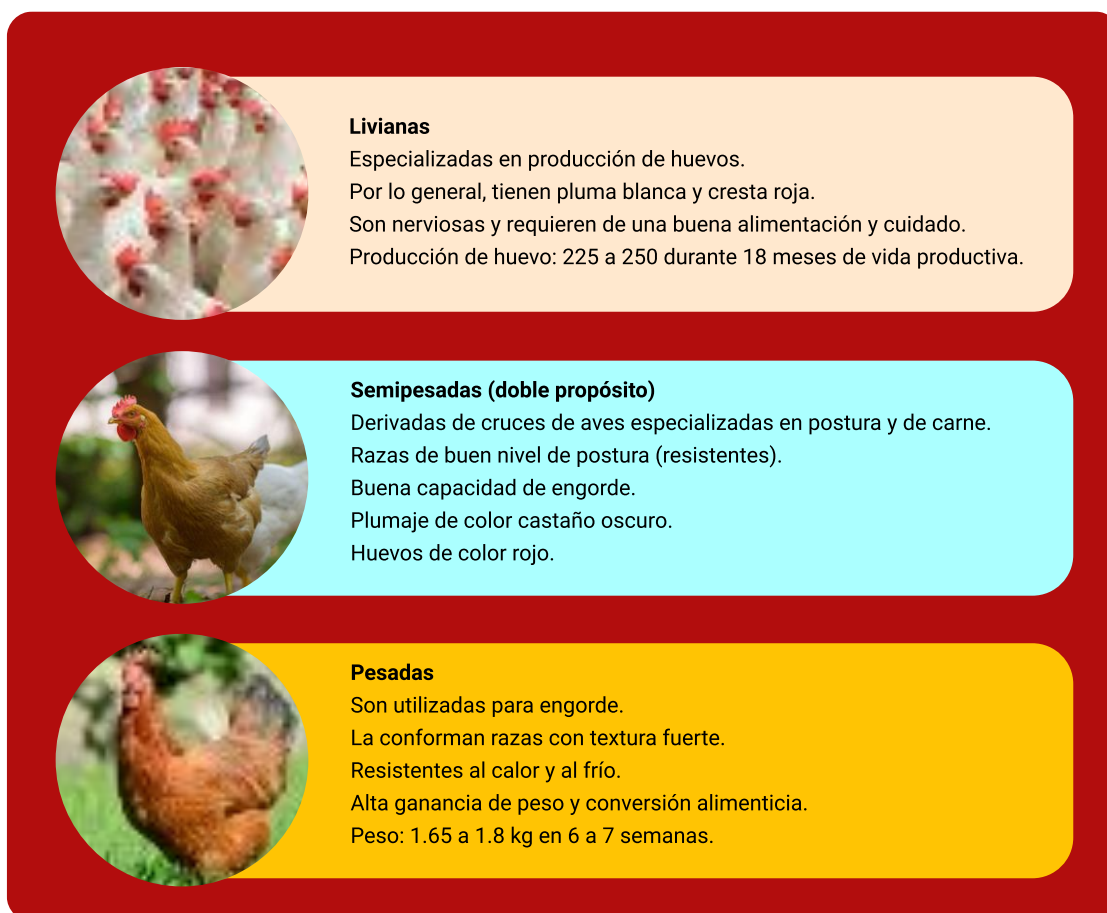 Livianas
Especializadas en producción de huevos.
Por lo general, tienen pluma blanca y cresta roja.
Son nerviosas y requieren de una buena alimentación y cuidado.
Producción de huevo: 225 a 250 durante 18 meses de vida productiva.
Semipesadas (doble propósito)
Derivadas de cruces de aves especializadas en postura y de carne.
Razas de buen nivel de postura (resistentes).
Buena capacidad de engorde.
Plumaje de color castaño oscuro.
Huevos de color rojo.
Pesadas
Son utilizadas para engorde.
La conforman razas con textura fuerte.
Resistentes al calor y al frío.
Alta ganancia de peso y conversión alimenticia.
Peso: 1.65 a 1.8 kg en 6 a 7 semanas.